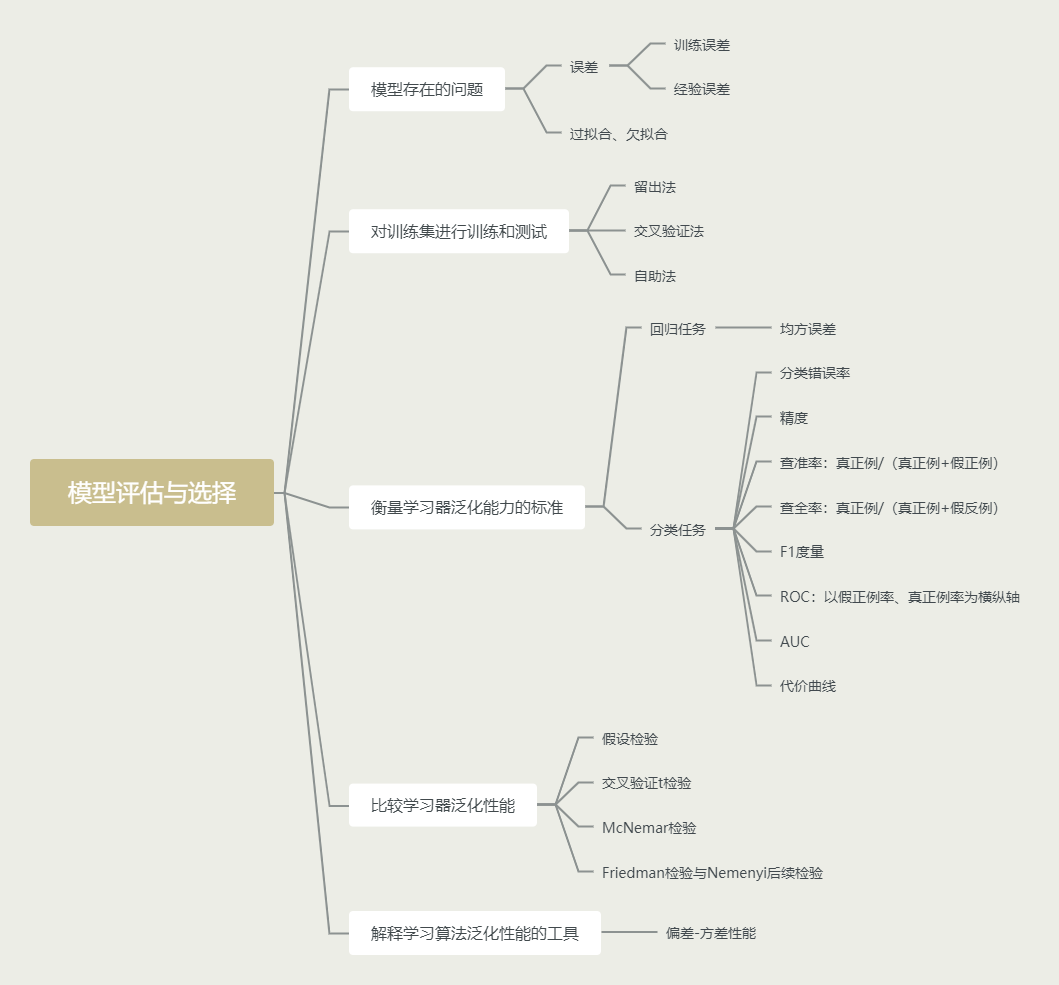 模型评估与选择
模型存在的问题
误差
训练误差
经验误差
过拟合、欠拟合
对训练集进行训练和测试
留出法
交叉验证法
自助法
衡量学习器泛化能力的标准
回归任务
均方误差
分类任务
分类错误率
精度
查准率：真正例/（真正例+假正例）
查全率：真正例/（真正例+假反例）
F1度量
ROC：以假正例率、真正例率为横纵轴
AUC
代价曲线
比较学习器泛化性能
假设检验
交叉验证t检验
McNemar检验
Friedman检验与Nemenyi后续检验
解释学习算法泛化性能的工具
偏差-方差性能